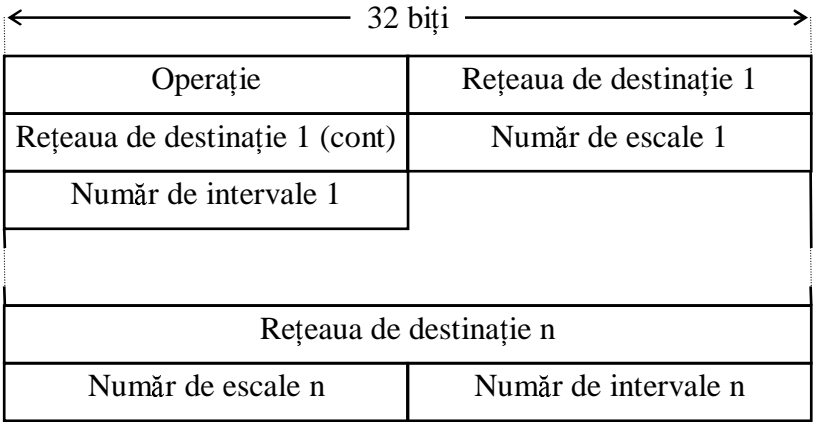 32 biți
Operație Rețeaua de destinație 1
Rețeaua de destinație 1 (cont) Număr de escale 1
Număr de intervale 1
Rețeaua de destinație n
Număr de escale n Număr de intervale n